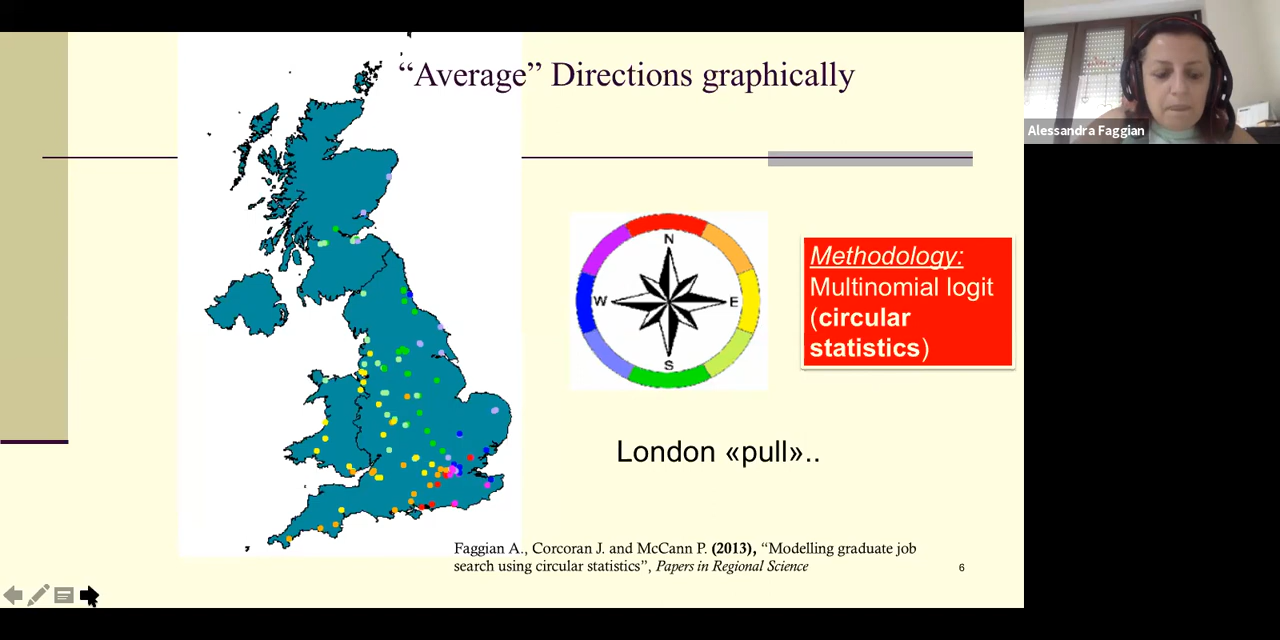 “Average” Directions graphically
Alessandra Faggian
N
W
E
S
Methodology:
Multinomial logit
(circular
statistics)
London «pull»..
Faggian A., Corcoran J. and McCann P. (2013), “Modelling graduate job
search using circular statistics”, Papers in Regional Science
6